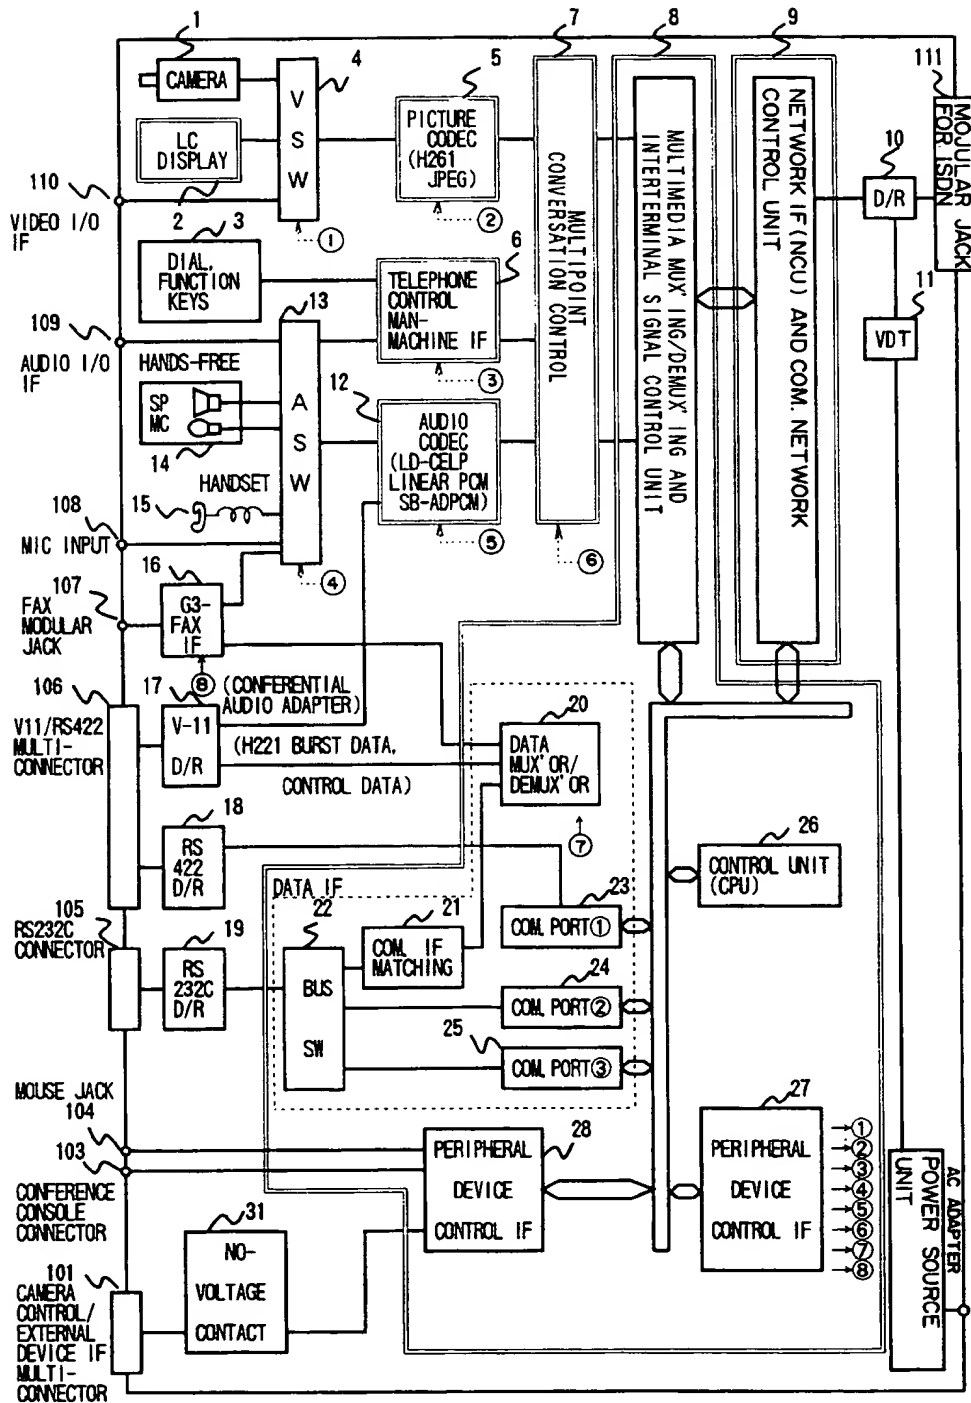 1
CAMERA
LC
DISPLAY
2
110
VIDEO I/O
IF
V
S
W
4
①
5
PICTURE
CODEC
(H261
JPEG)
②
3
DIAL,
FUNCTION
KEYS
6
TELEPHONE
CONTROL
MAN-
MACHINE IF
③
109
AUDIO I/O
IF
HANDS-FREE
SP
MC
14
13
A
S
W
④
12
AUDIO
CODEC
(LD-CELP
LINEAR PCM
SB-ADPCM)
⑤
HANDSET
15
108
MIC INPUT
7
MULTIPOINT
CONVERSATION CONTROL
⑥
8
MULTIMEDIA MUX' ING/DEMUX' ING AND
INTERTERMINAL SIGNAL CONTROL UNIT
9
NETWORK IF (NCU) AND COM. NETWORK
CONTROL UNIT
10
D/R
111
MOJULAR JACK
FOR ISDN
11
VDT
107
FAX
MODULAR
JACK
16
G3-
FAX
IF
⑧
106
V11/RS422
MULTI-
CONNECTOR
17
V-11
D/R
(CONFERENTIAL
AUDIO ADAPTER)
(H221 BURST DATA,
CONTROL DATA)
20
DATA
MUX' OR/
DEMUX' OR
⑦
18
RS
422
D/R
105
RS232C
CONNECTOR
19
RS
232C
D/R
DATA IF
22
BUS
SW
21
COM. IF
MATCHING
23
COM. PORT①
24
COM. PORT②
25
COM. PORT③
26
CONTROL UNIT
(CPU)
MOUSE JACK
104
103
CONFERENCE
CONSOLE
CONNECTOR
28
PERIPHERAL
DEVICE
CONTROL IF
27
PERIPHERAL
DEVICE
CONTROL IF
①
②
③
④
⑤
⑥
⑦
⑧
POWER SOURCE
UNIT
AC ADAPTER
31
NO-
VOLTAGE
CONTACT
101
CAMERA
CONTROL/
EXTERNAL
DEVICE IF
MULTI-
CONNECTOR